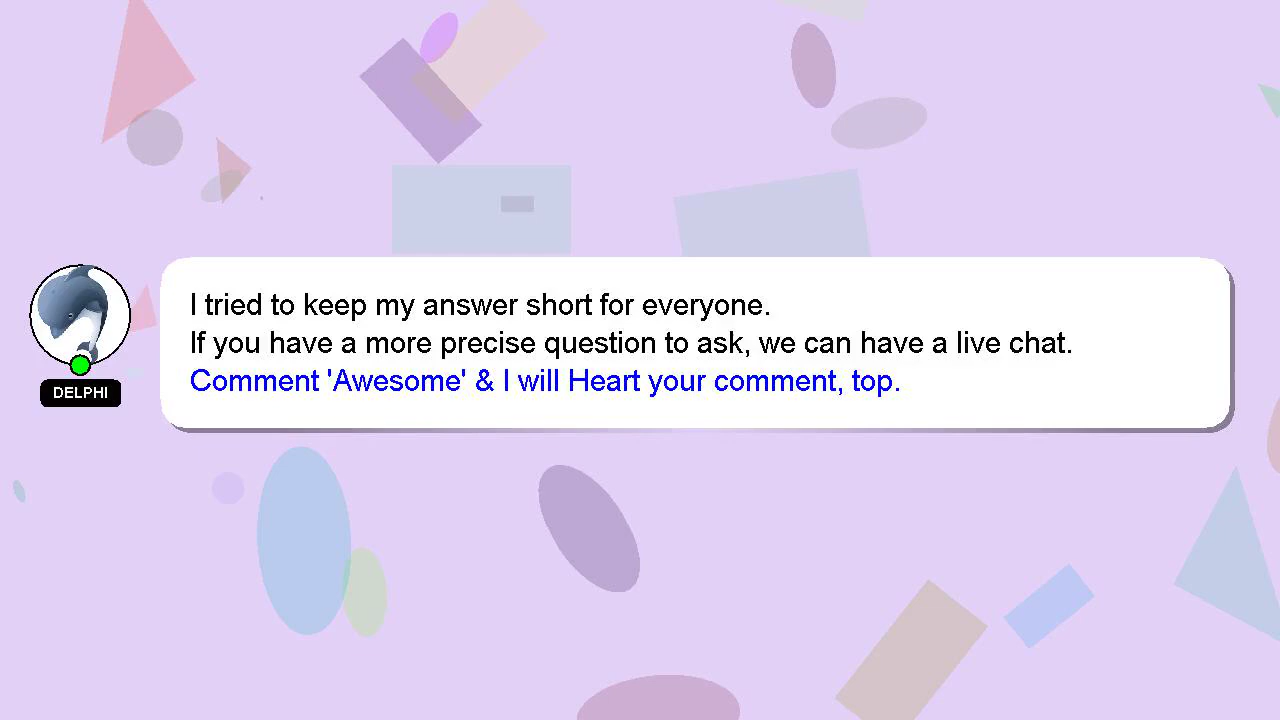 I tried to keep my answer short for everyone.
If you have a more precise question to ask, we can have a live chat.
Comment 'Awesome' & I will Heart your comment, top.
DELPHI